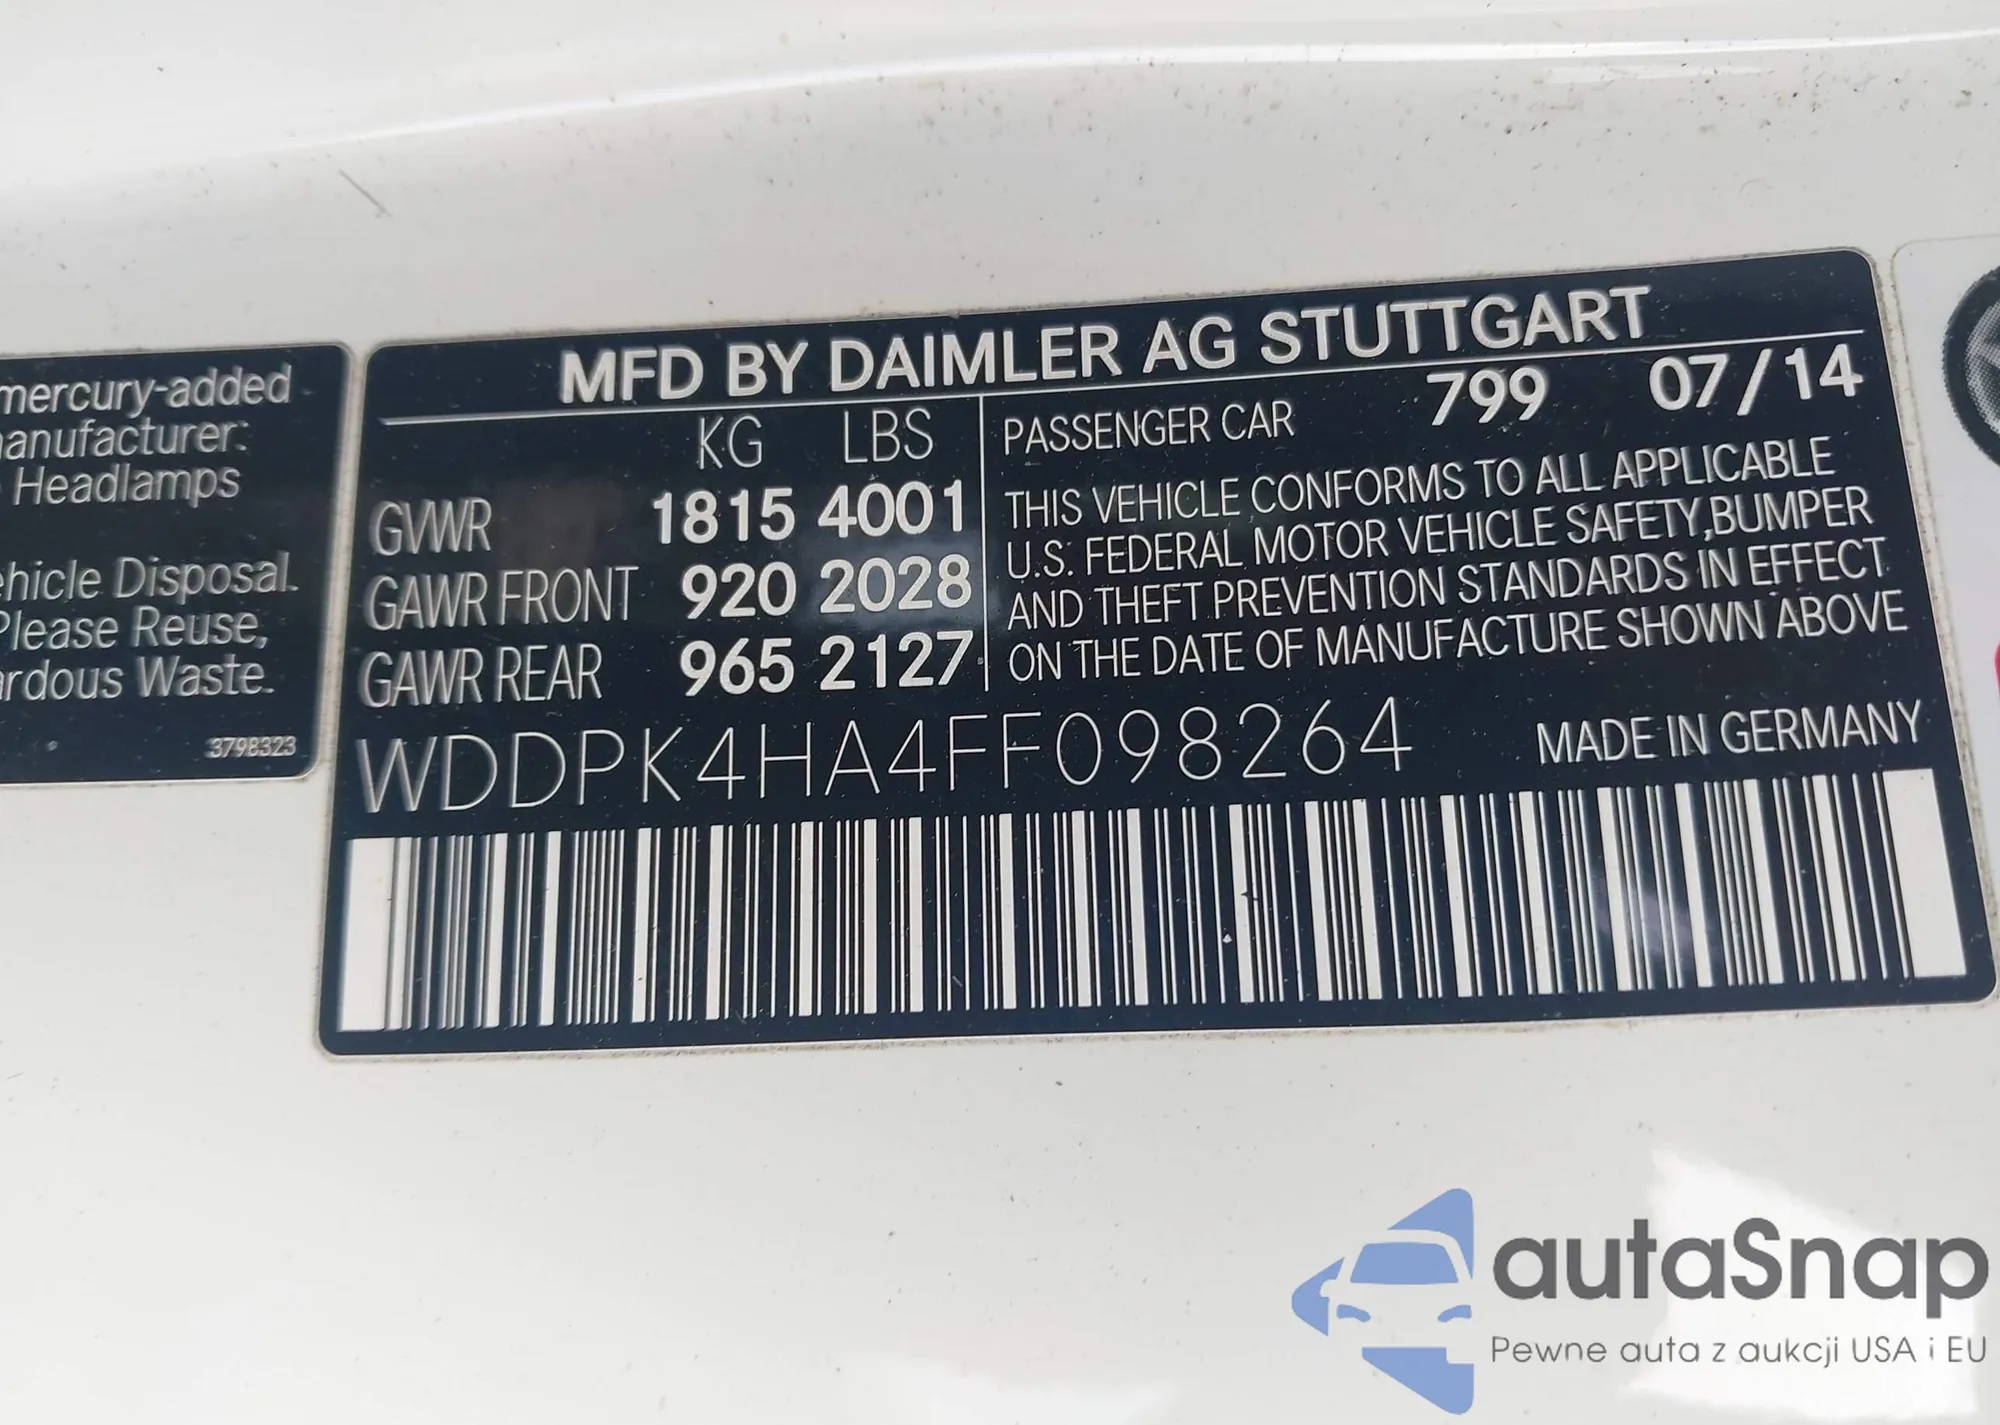 mercury-added
anufacturer:
Headlamps
hicle Disposal.
Please Reuse,
ardous Waste.
3798323
MFD BY DAIMLER AG STUTTGART
KG LBS
GVWR 1815 4001
GAWR FRONT 920 2028
GAWR REAR 965 2127
PASSENGER CAR 799 07/14
THIS VEHICLE CONFORMS TO ALL APPLICABLE
U.S. FEDERAL MOTOR VEHICLE SAFETY,BUMPER
AND THEFT PREVENTION STANDARDS IN EFFECT
ON THE DATE OF MANUFACTURE SHOWN ABOVE
WDDPK4HA4FF098264
MADE IN GERMANY
autaSnap
Pewne auta z aukcji USA i EU